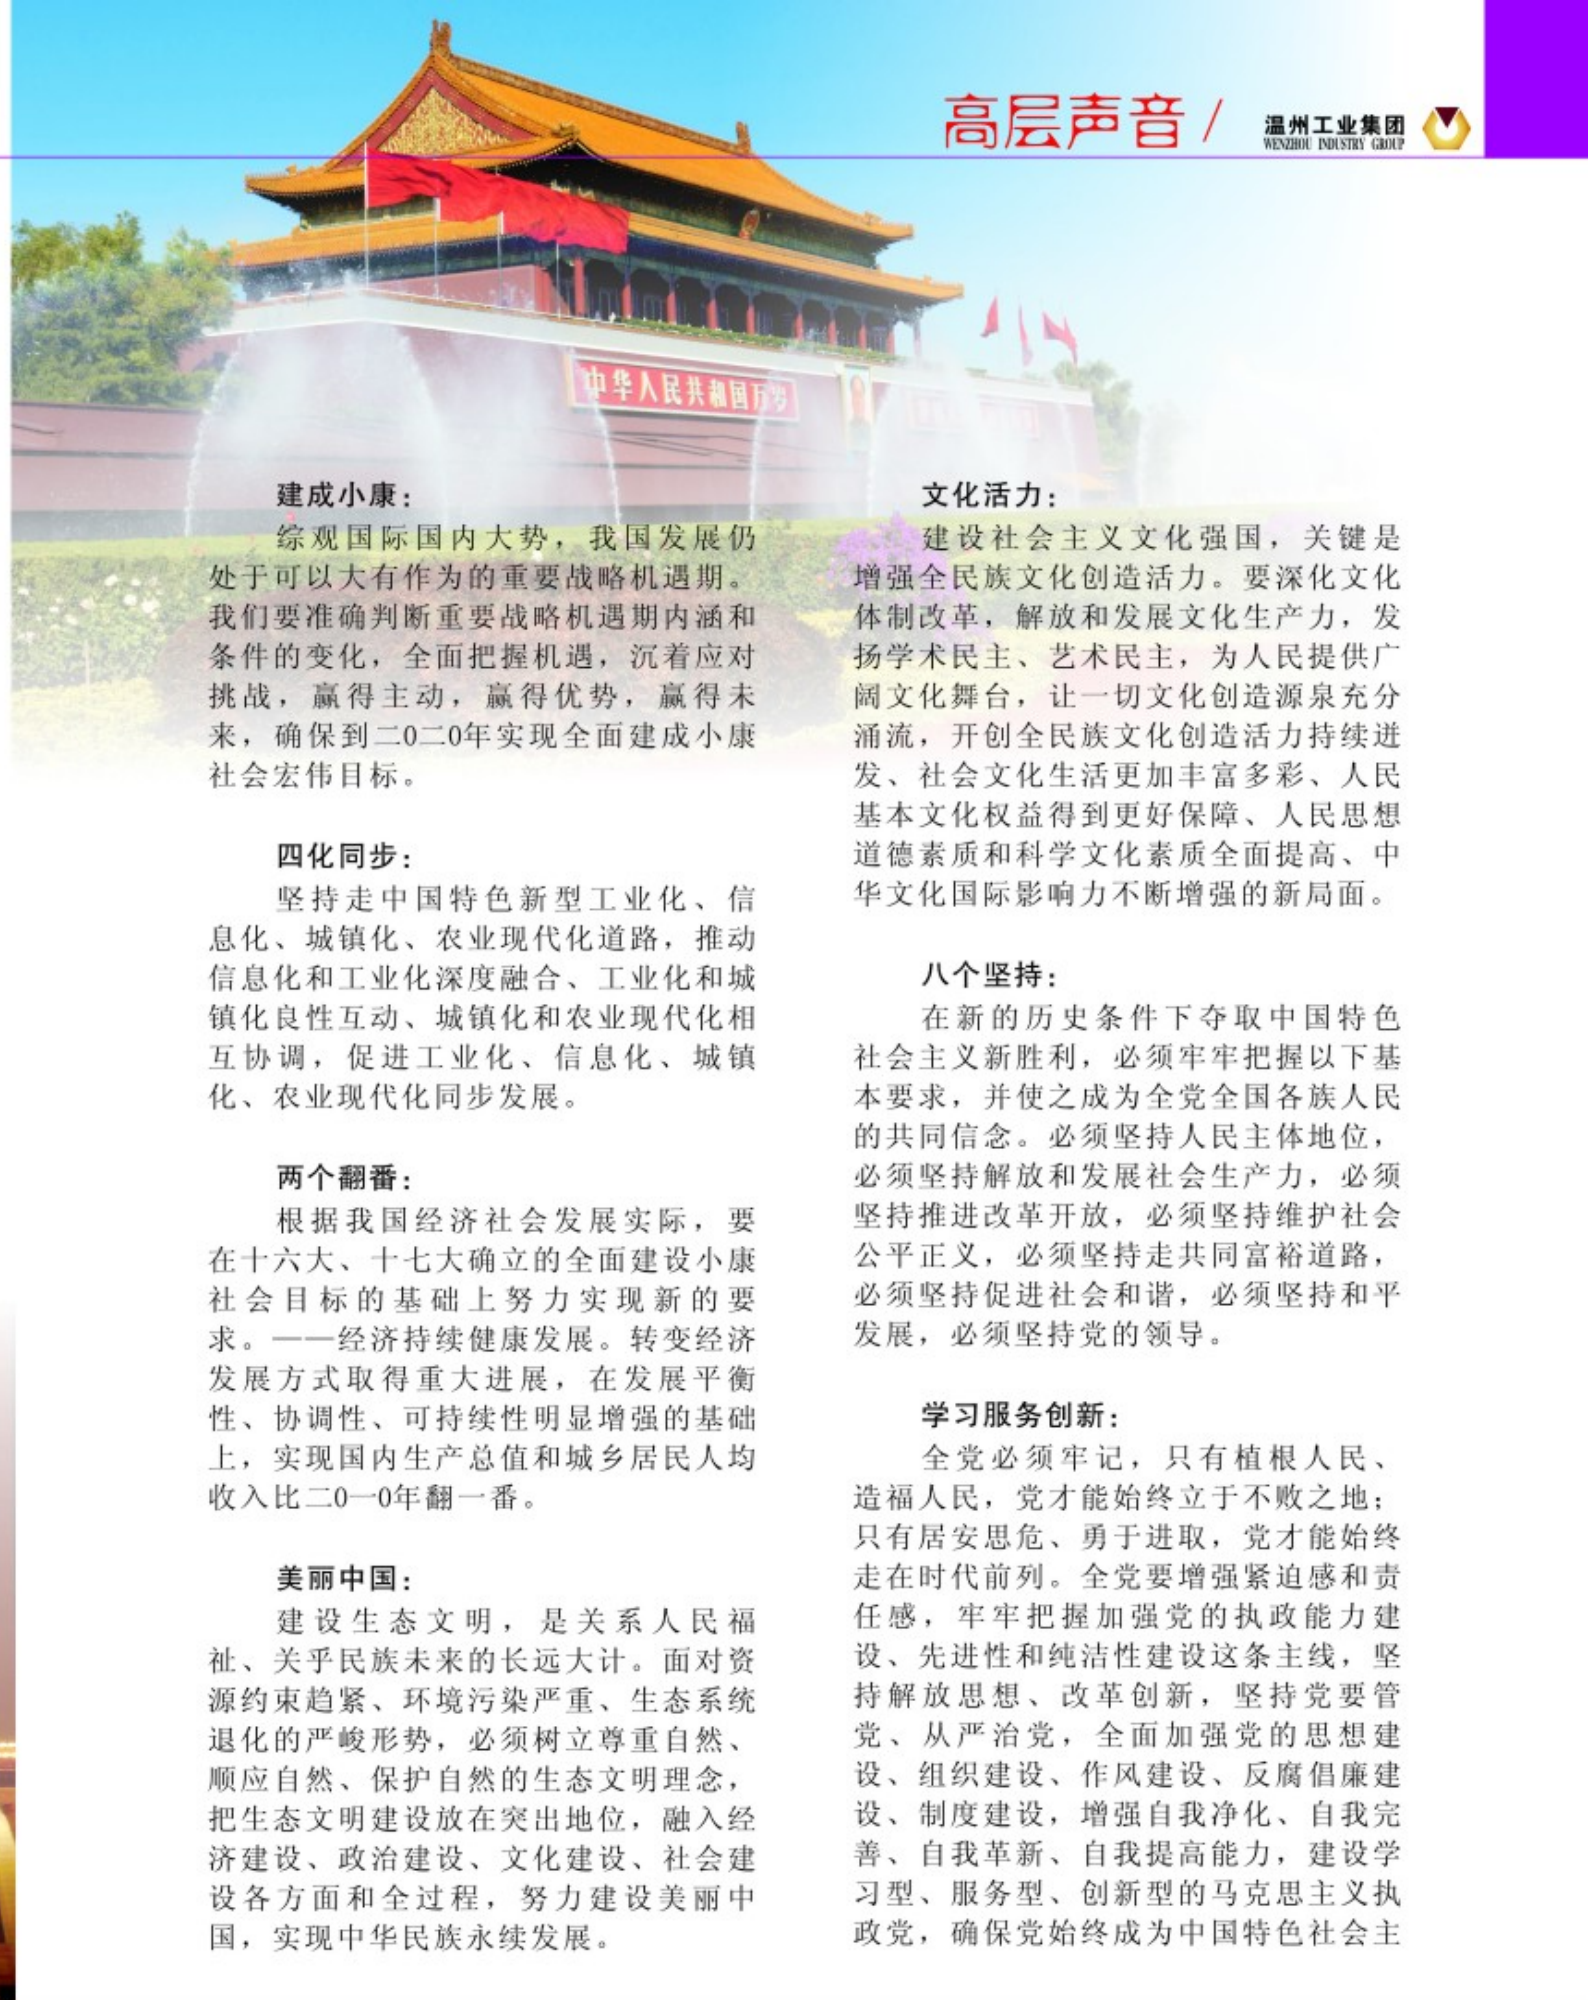 高层声音/
温州工业集团
WENZHOU INDUSTRY GROUP
中华人民共和国万岁
建成小康：
综观国际国内大势，我国发展仍
处于可以大有作为的重要战略机遇期。
我们要准确判断重要战略机遇期内涵和
条件的变化，全面把握机遇，沉着应对
挑战，赢得主动，赢得优势，赢得未
来，确保到二0二0年实现全面建成小康
社会宏伟目标。
四化同步：
坚持走中国特色新型工业化、信
息化、城镇化、农业现代化道路，推动
信息化和工业化深度融合、工业化和城
镇化良性互动、城镇化和农业现代化相
互协调，促进工业化、信息化、城镇
化、农业现代化同步发展。
两个翻番：
根据我国经济社会发展实际，要
在十六大、十七大确立的全面建设小康
社会目标的基础上努力实现新的要
求。——经济持续健康发展。转变经济
发展方式取得重大进展，在发展平衡
性、协调性、可持续性明显增强的基础
上，实现国内生产总值和城乡居民人均
收入比二0一0年翻一番。
美丽中国：
建设生态文明，是关系人民福
祉、关乎民族未来的长远大计。面对资
源约束趋紧、环境污染严重、生态系统
退化的严峻形势，必须树立尊重自然、
顺应自然、保护自然的生态文明理念，
把生态文明建设放在突出地位，融入经
济建设、政治建设、文化建设、社会建
设各方面和全过程，努力建设美丽中
国，实现中华民族永续发展。
文化活力：
建设社会主义文化强国，关键是
增强全民族文化创造活力。要深化文化
体制改革，解放和发展文化生产力，发
扬学术民主、艺术民主，为人民提供广
阔文化舞台，让一切文化创造源泉充分
涌流，开创全民族文化创造活力持续迸
发、社会文化生活更加丰富多彩、人民
基本文化权益得到更好保障、人民思想
道德素质和科学文化素质全面提高、中
华文化国际影响力不断增强的新局面。
八个坚持：
在新的历史条件下夺取中国特色
社会主义新胜利，必须牢牢把握以下基
本要求，并使之成为全党全国各族人民
的共同信念。必须坚持人民主体地位，
必须坚持解放和发展社会生产力，必须
坚持推进改革开放，必须坚持维护社会
公平正义，必须坚持走共同富裕道路，
必须坚持促进社会和谐，必须坚持和平
发展，必须坚持党的领导。
学习服务创新：
全党必须牢记，只有植根人民、
造福人民，党才能始终立于不败之地；
只有居安思危、勇于进取，党才能始终
走在时代前列。全党要增强紧迫感和责
任感，牢牢把握加强党的执政能力建
设、先进性和纯洁性建设这条主线，坚
持解放思想、改革创新，坚持党要管
党、从严治党，全面加强党的思想建
设、组织建设、作风建设、反腐倡廉建
设、制度建设，增强自我净化、自我完
善、自我革新、自我提高能力，建设学
习型、服务型、创新型的马克思主义执
政党，确保党始终成为中国特色社会主